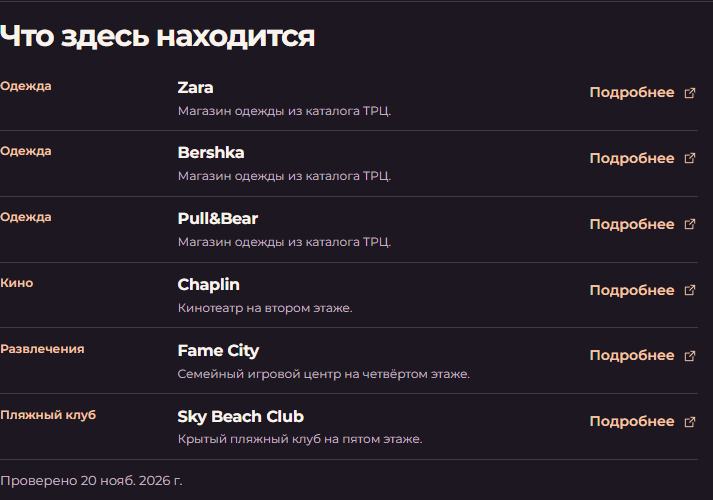 Что здесь находится
Одежда
Zara
Подробнее
Магазин одежды из каталога ТРЦ.
Одежда
Bershka
Подробнее
Магазин одежды из каталога ТРЦ.
Одежда
Pull&Bear
Подробнее
Магазин одежды из каталога ТРЦ.
Кино
Chaplin
Подробнее
Кинотеатр на втором этаже.
Развлечения
Fame City
Подробнее
Семейный игровой центр на четвёртом этаже.
Пляжный клуб
Sky Beach Club
Подробнее
Крытый пляжный клуб на пятом этаже.
Проверено 20 нояб. 2026 г.